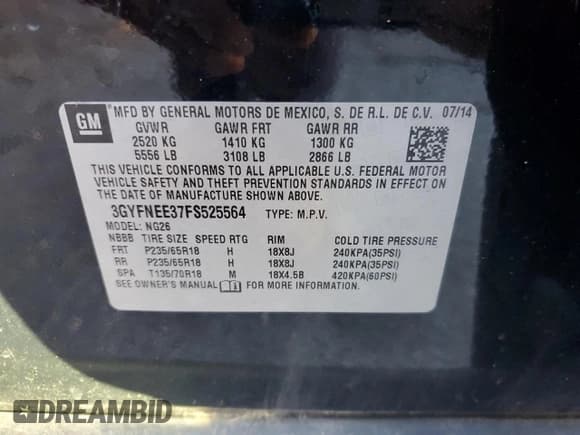 GM
MFD BY GENERAL MOTORS DE MEXICO, S. DE R.L. DE C.V. 07/14
GVWR GAWR FRT GAWR RR
2520 KG 1410 KG 1300 KG
5556 LB 3108 LB 2866 LB
THIS VEHICLE CONFORMS TO ALL APPLICABLE U.S. FEDERAL MOTOR
VEHICLE SAFETY AND THEFT PREVENTION STANDARDS IN EFFECT ON
THE DATE OF MANUFACTURE SHOWN ABOVE.
3GYFNEE37FS525564 TYPE: M.P.V.
MODEL: NG26
NBBB TIRE SIZE SPEED RTG RIM COLD TIRE PRESSURE
FRT P235/65R18 H 18X8J 240KPA(35PSI)
RR P235/65R18 H 18X8J 240KPA(35PSI)
SPA T135/70R18 M 18X4.5B 420KPA(60PSI)
SEE OWNER'S MANUAL FOR MORE INFORMATION.
DREAMBID